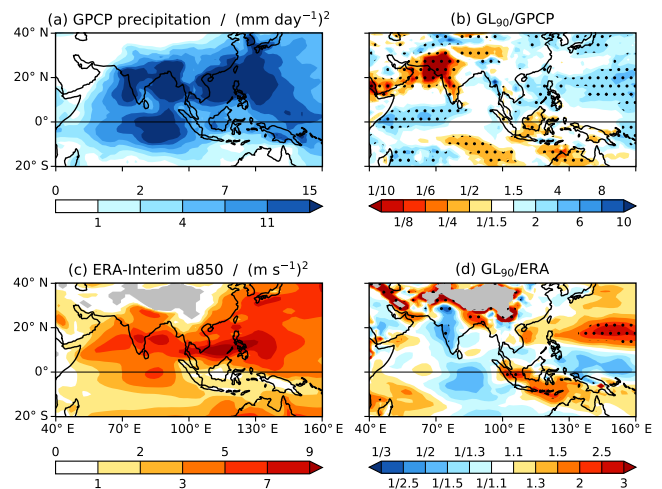 (a) GPCP precipitation / (mm day⁻¹)²
(b) GL₉₀/GPCP
40° N
20° N
0°
20° S
0 2 7 15
1 4 11
1/10 1/6 1/2 1.5 4 8
1/8 1/4 1/1.5 2 6 10
(c) ERA-Interim u850 / (m s⁻¹)²
(d) GL₉₀/ERA
40° N
20° N
0°
20° S
40° E 70° E 100° E 130° E 160° E
40° E 70° E 100° E 130° E 160° E
0 2 5 9
1 3 7
1/3 1/2 1/1.3 1.1 1.5 2.5
1/2.5 1/1.5 1/1.1 1.3 2 3